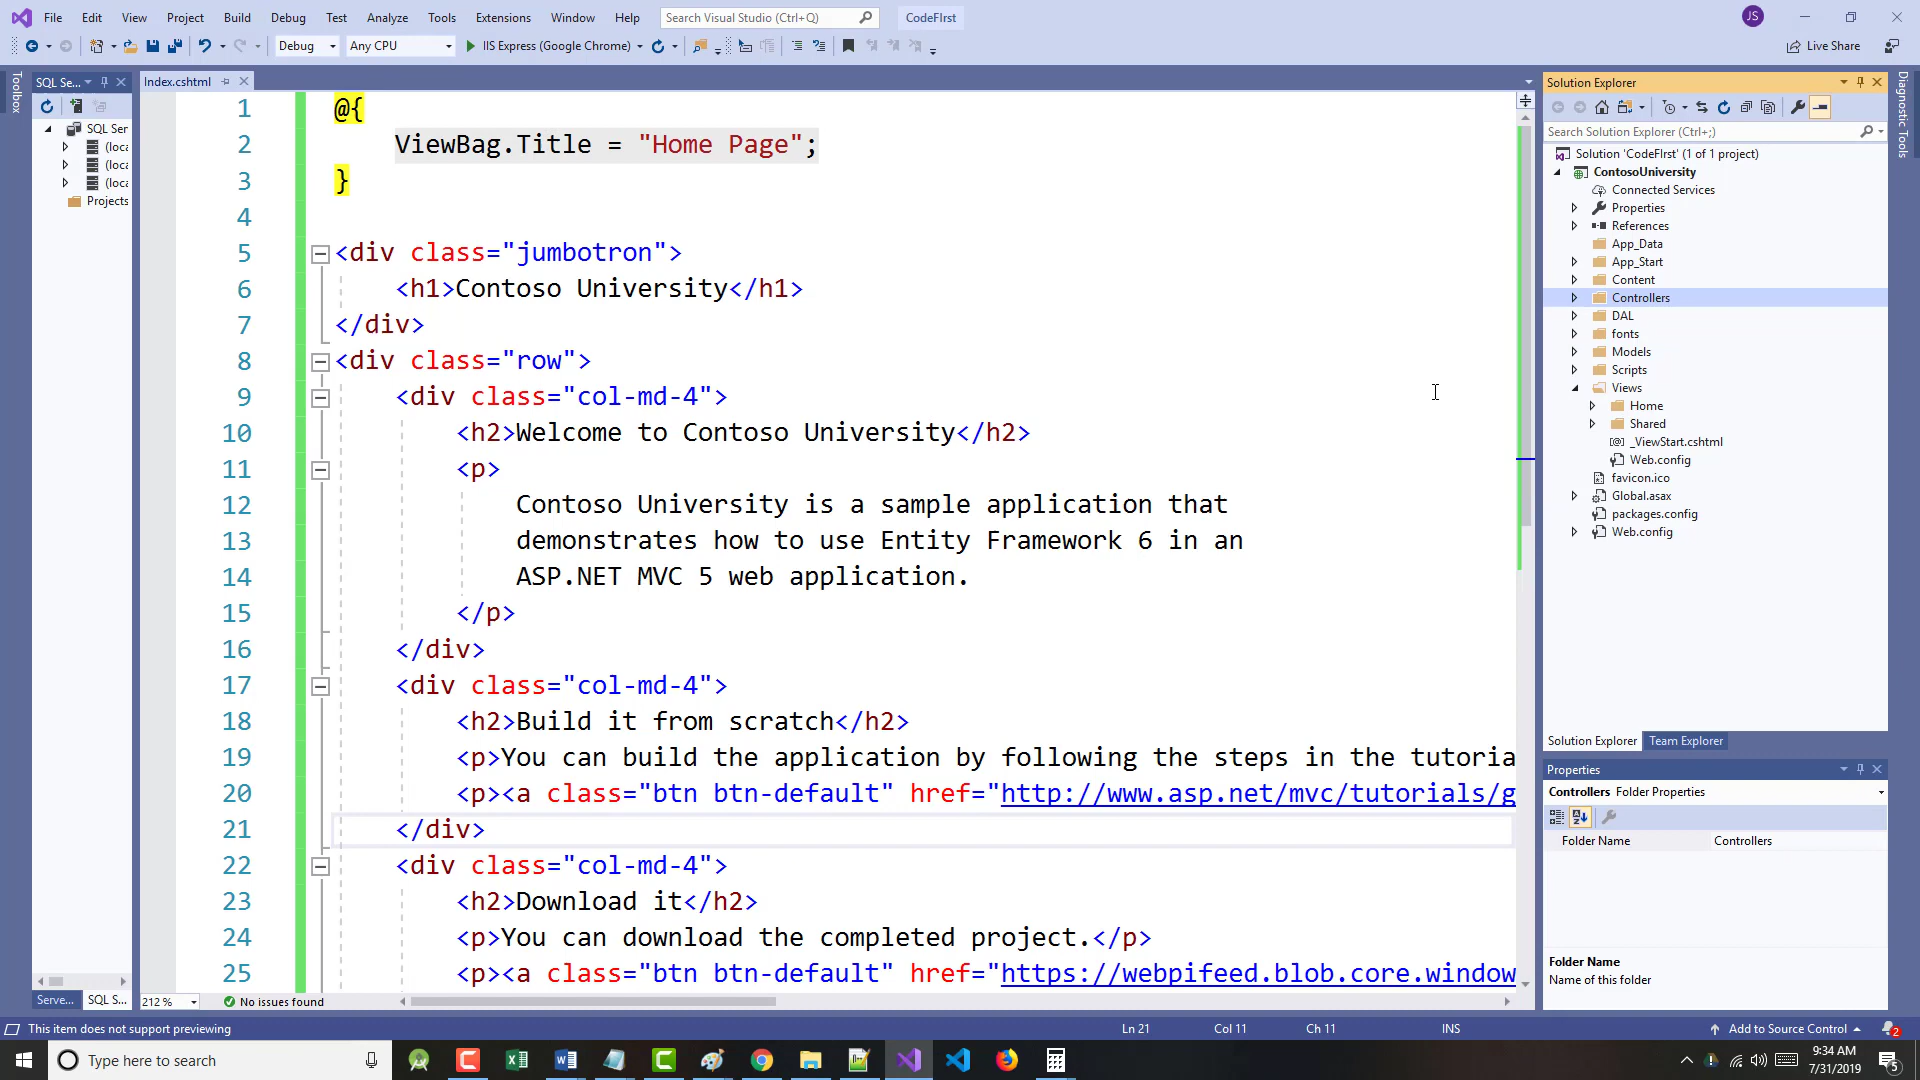 File Edit View Project Build Debug Test Analyze Tools Extensions Window Help Search Visual Studio (Ctrl+Q) CodeFIrst JS
Debug Any CPU IIS Express (Google Chrome) Live Share
Toolbox
SQL Se...
SQL Ser
(loca
(loca
(loca
Projects
Serve... SQL S...
Index.cshtml
1 @{
2 ViewBag.Title = "Home Page";
3 }
4
5 <div class="jumbotron">
6 <h1>Contoso University</h1>
7 </div>
8 <div class="row">
9 <div class="col-md-4">
10 <h2>Welcome to Contoso University</h2>
11 <p>
12 Contoso University is a sample application that
13 demonstrates how to use Entity Framework 6 in an
14 ASP.NET MVC 5 web application.
15 </p>
16 </div>
17 <div class="col-md-4">
18 <h2>Build it from scratch</h2>
19 <p>You can build the application by following the steps in the tutoria
20 <p><a class="btn btn-default" href="http://www.asp.net/mvc/tutorials/g
21 </div>
22 <div class="col-md-4">
23 <h2>Download it</h2>
24 <p>You can download the completed project.</p>
25 <p><a class="btn btn-default" href="https://webpifeed.blob.core.window
212 % No issues found
Solution Explorer
Search Solution Explorer (Ctrl+;)
Solution 'CodeFIrst' (1 of 1 project)
ContosoUniversity
Connected Services
Properties
References
App_Data
App_Start
Content
Controllers
DAL
fonts
Models
Scripts
Views
Home
Shared
_ViewStart.cshtml
Web.config
favicon.ico
Global.asax
packages.config
Web.config
Solution Explorer Team Explorer
Properties
Controllers Folder Properties
Folder Name Controllers
Folder Name
Name of this folder
Diagnostic Tools
This item does not support previewing Ln 21 Col 11 Ch 11 INS Add to Source Control 2
Type here to search
9:34 AM
7/31/2019
5